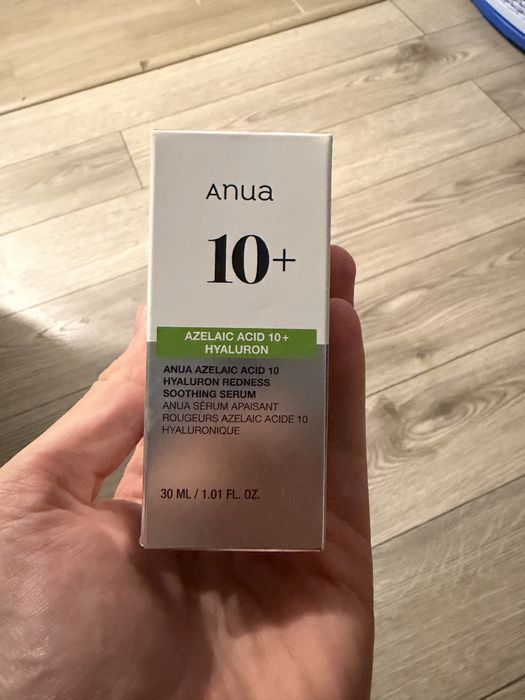 Anua
10+
AZELAIC ACID 10+
HYALURON
ANUA AZELAIC ACID 10
HYALURON REDNESS
SOOTHING SERUM
ANUA SÉRUM APAISANT
ROUGEURS AZELAIC ACIDE 10
HYALURONIQUE
30 ML / 1.01 FL. OZ.